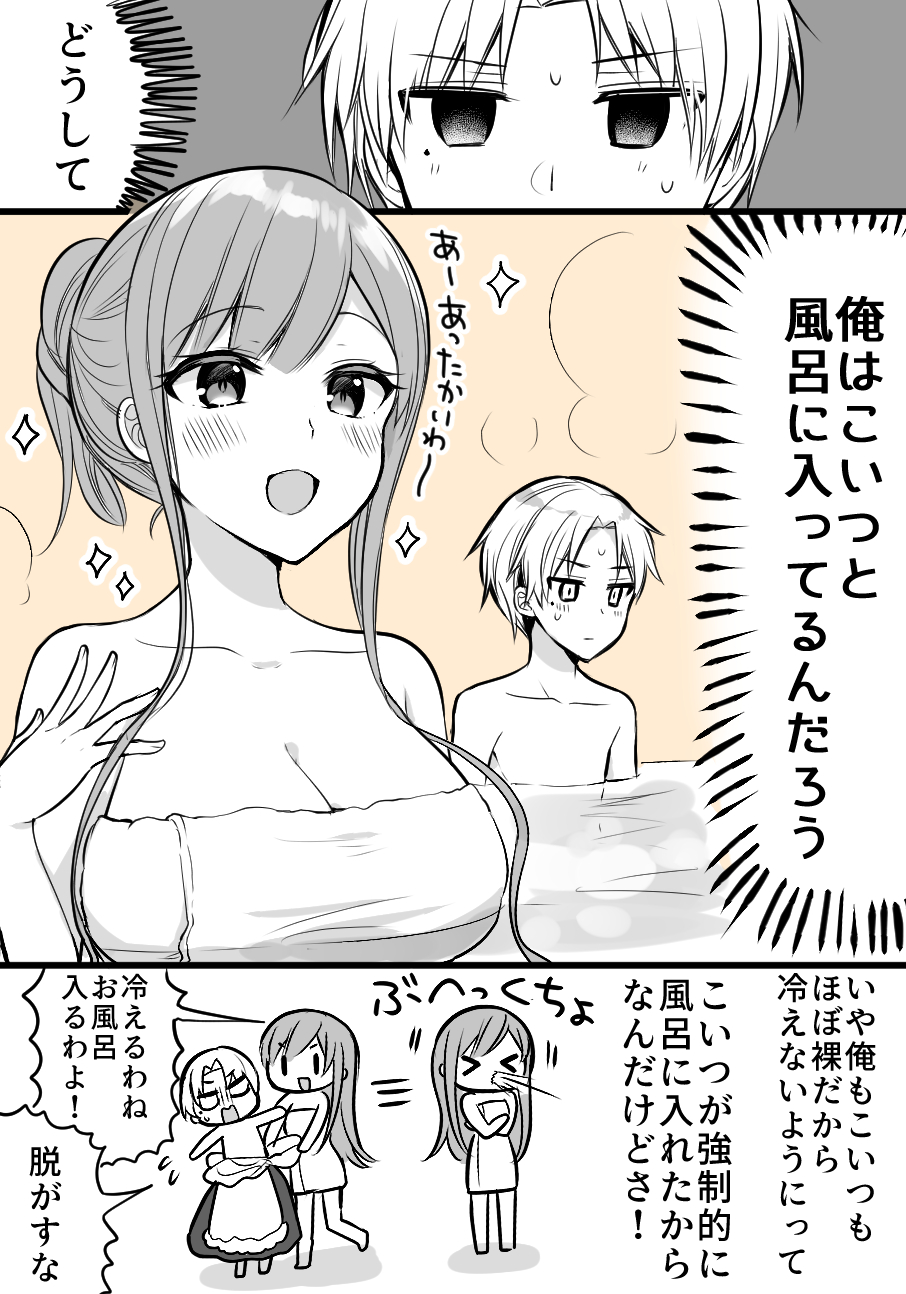 どうして
俺はこいつと
風呂に入ってるんだろう
あーあったかいわ〜
いや俺もこいつも
ほぼ裸だから
冷えないようにって
こいつが強制的に
風呂に入れたから
なんだけどさ！
ぶへっくちょ
冷えるわね
お風呂
入るわよ！
脱がすな